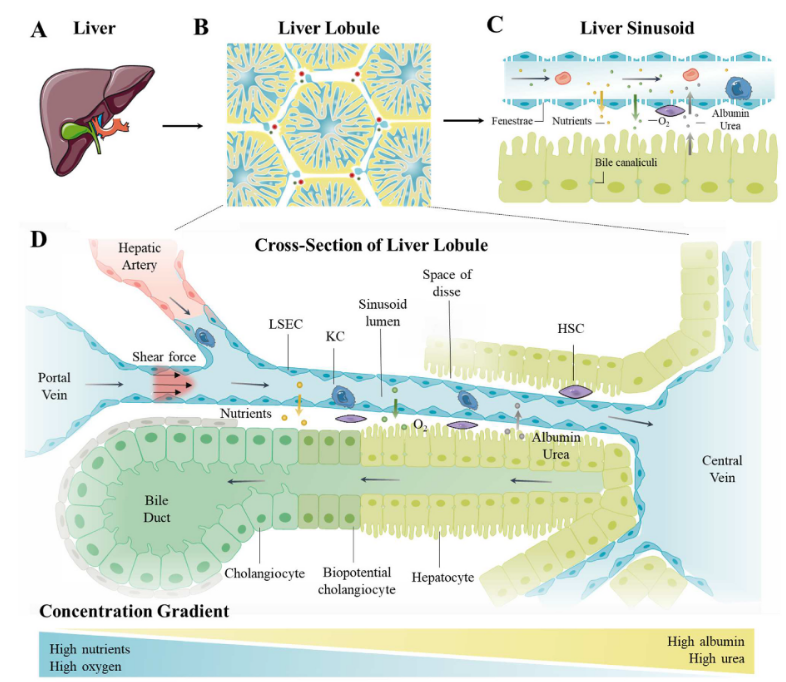 A
Liver
B
Liver Lobule
C
Liver Sinusoid
Fenestrae
Nutrients
O2
Albumin
Urea
Bile canaliculi
D
Cross-Section of Liver Lobule
Hepatic
Artery
Space of
disse
Sinusoid
lumen
LSEC
KC
HSC
Shear force
Portal
Vein
Nutrients
O2
Albumin
Urea
Central
Vein
Bile
Duct
Cholangiocyte
Biopotential
cholangiocyte
Hepatocyte
Concentration Gradient
High nutrients
High oxygen
High albumin
High urea